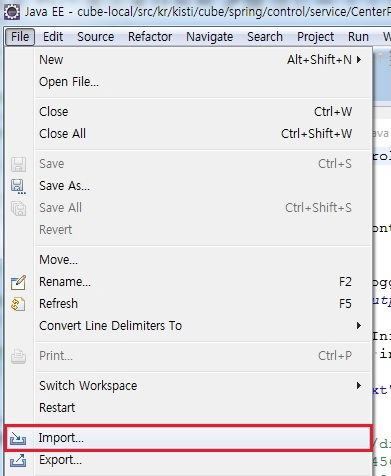 Java EE - cube-local/src/kr/kisti/cube/spring/control/service/CenterP
File Edit Source Refactor Navigate Search Project Run W
New Alt+Shift+N
Open File...
Close Ctrl+W
Close All Ctrl+Shift+W
Save Ctrl+S
Save As...
Save All Ctrl+Shift+S
Revert
Move...
Rename... F2
Refresh F5
Convert Line Delimiters To
Print... Ctrl+P
Switch Workspace
Restart
Import...
Export...